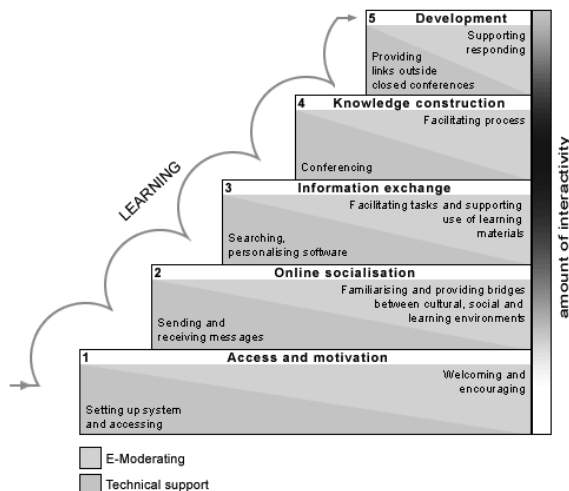 5 Development
Supporting
responding
Providing
links outside
closed conferences
4 Knowledge construction
Facilitating process
Conferencing
3 Information exchange
Facilitating tasks and supporting
use of learning
materials
Searching,
personalising software
2 Online socialisation
Familiarising and providing bridges
between cultural, social and
learning environments
Sending and
receiving messages
1 Access and motivation
Welcoming and
encouraging
Setting up system
and accessing
LEARNING
amount of interactivity
E-Moderating
Technical support